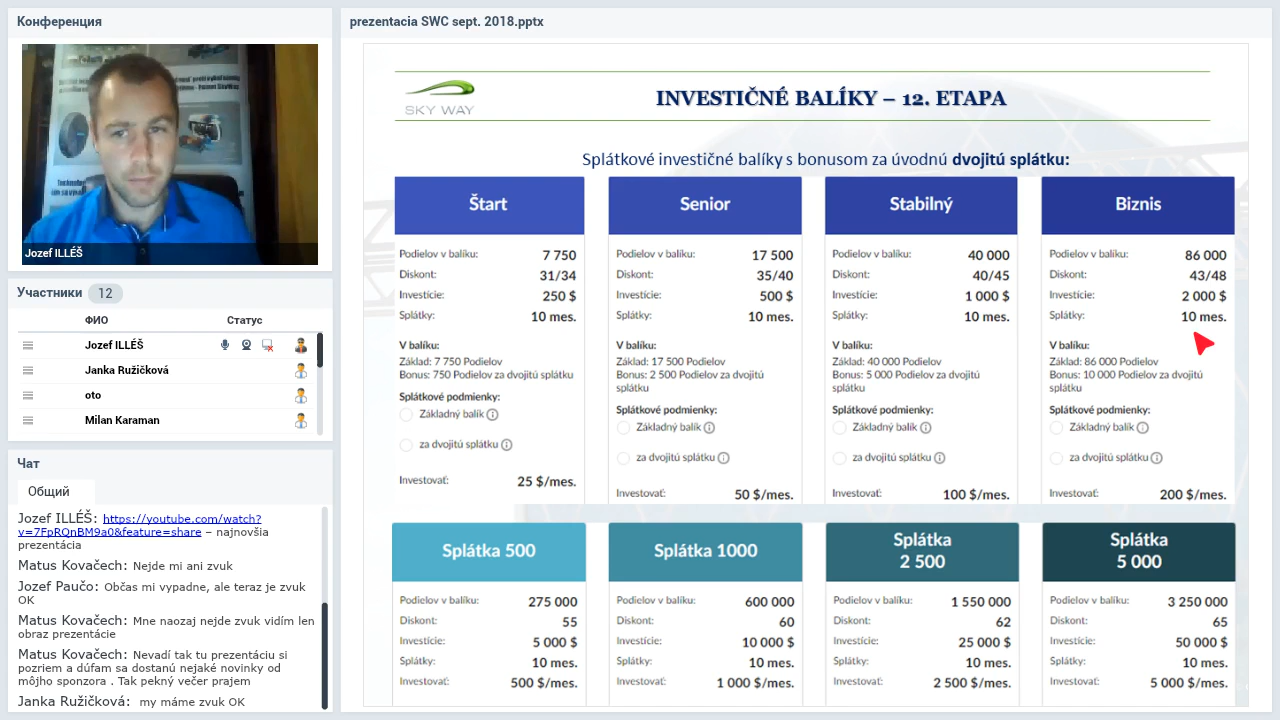 Конференция
Jozef ILLÉŠ
Участники 12
ФИО Статус
Jozef ILLÉŠ
Janka Ružičková
oto
Milan Karaman
Чат
Общий
Jozef ILLÉŠ: https://youtube.com/watch?
v=7FpRQnBM9a0&feature=share – najnovšia
prezentácia
Matus Kovačech: Nejde mi ani zvuk
Jozef Paučo: Občas mi vypadne, ale teraz je zvuk
OK
Matus Kovačech: Mne naozaj nejde zvuk vidím len
obraz prezentácie
Matus Kovačech: Nevadí tak tu prezentáciu si
pozriem a dúfam sa dostanú nejaké novinky od
môjho sponzora . Tak pekný večer prajem
Janka Ružičková: my máme zvuk OK
prezentacia SWC sept. 2018.pptx
SKY WAY
INVESTIČNÉ BALÍKY – 12. ETAPA
Splátkové investičné balíky s bonusom za úvodnú dvojitú splátku:
Štart
Podielov v balíku: 7 750
Diskont: 31/34
Investície: 250 $
Splátky: 10 mes.
V balíku:
Základ: 7 750 Podielov
Bonus: 750 Podielov za dvojitú splátku
Splátkové podmienky:
Základný balík
za dvojitú splátku
Investovať: 25 $/mes.
Senior
Podielov v balíku: 17 500
Diskont: 35/40
Investície: 500 $
Splátky: 10 mes.
V balíku:
Základ: 17 500 Podielov
Bonus: 2 500 Podielov za dvojitú
splátku
Splátkové podmienky:
Základný balík
za dvojitú splátku
Investovať: 50 $/mes.
Stabilný
Podielov v balíku: 40 000
Diskont: 40/45
Investície: 1 000 $
Splátky: 10 mes.
V balíku:
Základ: 40 000 Podielov
Bonus: 5 000 Podielov za dvojitú
splátku
Splátkové podmienky:
Základný balík
za dvojitú splátku
Investovať: 100 $/mes.
Biznis
Podielov v balíku: 86 000
Diskont: 43/48
Investície: 2 000 $
Splátky: 10 mes.
V balíku:
Základ: 86 000 Podielov
Bonus: 10 000 Podielov za dvojitú
splátku
Splátkové podmienky:
Základný balík
za dvojitú splátku
Investovať: 200 $/mes.
Splátka 500
Podielov v balíku: 275 000
Diskont: 55
Investície: 5 000 $
Splátky: 10 mes.
Investovať: 500 $/mes.
Splátka 1000
Podielov v balíku: 600 000
Diskont: 60
Investície: 10 000 $
Splátky: 10 mes.
Investovať: 1 000 $/mes.
Splátka
2 500
Podielov v balíku: 1 550 000
Diskont: 62
Investície: 25 000 $
Splátky: 10 mes.
Investovať: 2 500 $/mes.
Splátka
5 000
Podielov v balíku: 3 250 000
Diskont: 65
Investície: 50 000 $
Splátky: 10 mes.
Investovať: 5 000 $/mes.